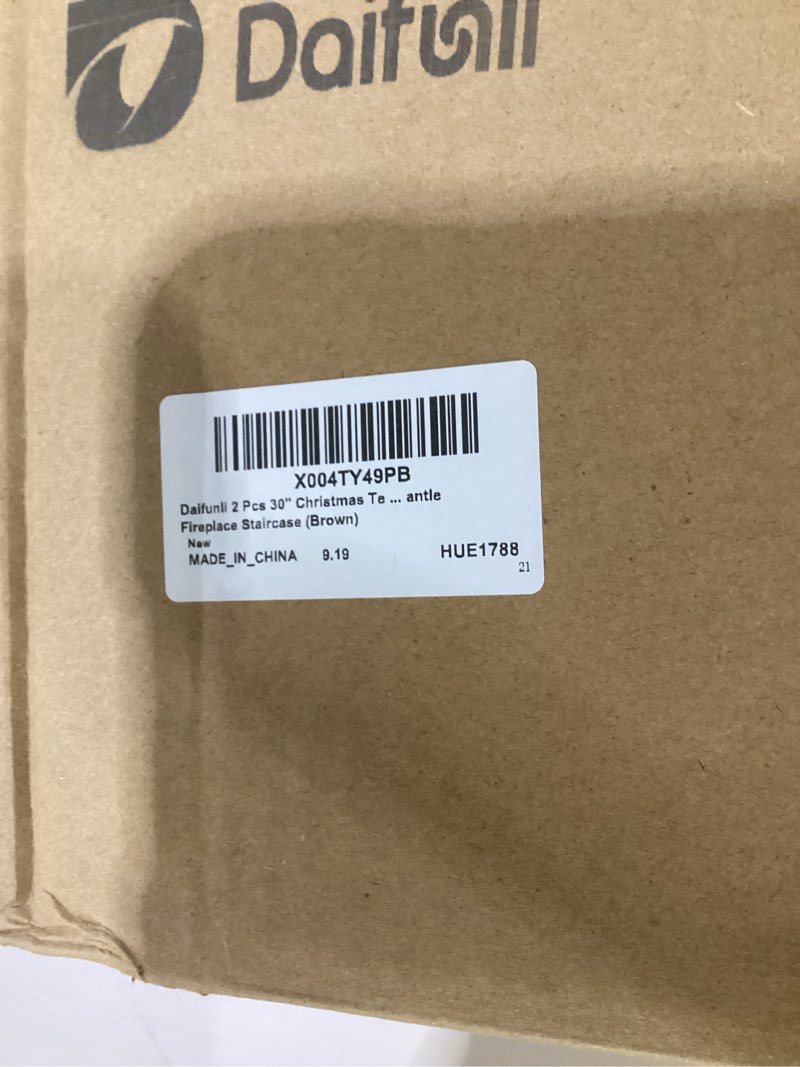 Daifunli
X004TY49PB
Daifunli 2 Pcs 30" Christmas Te ... antle
Fireplace Staircase (Brown)
New
MADE_IN_CHINA 9.19 HUE1788
21